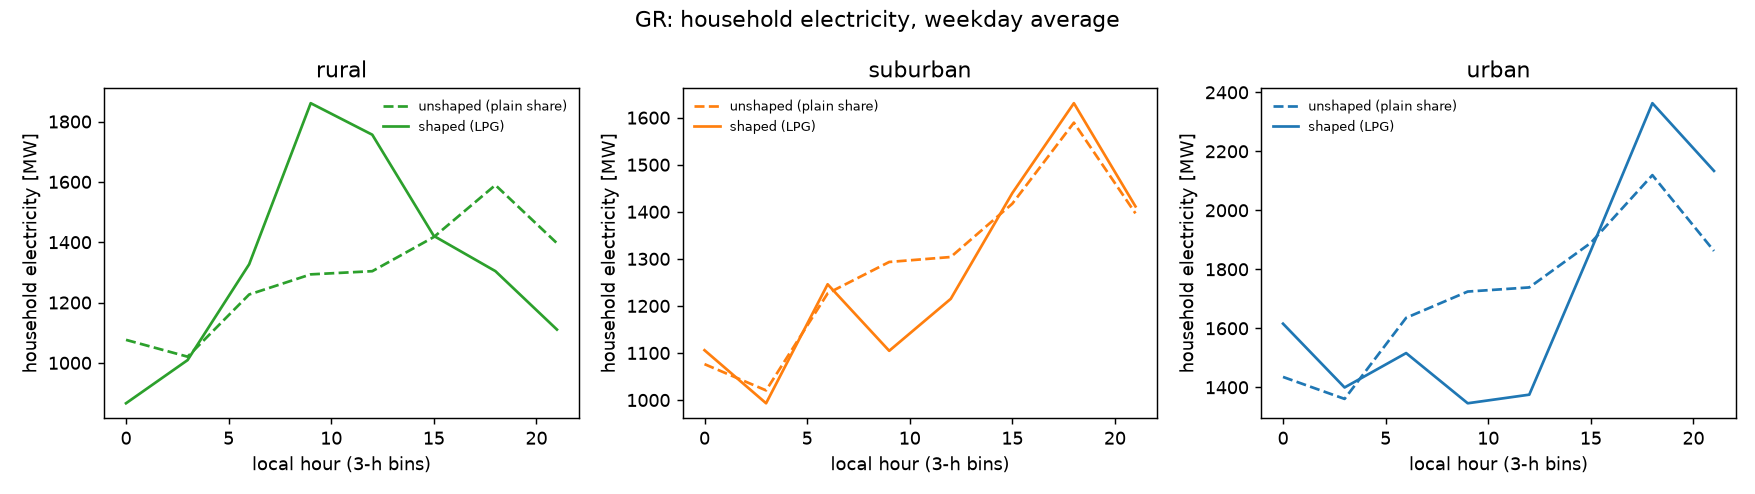 GR: household electricity, weekday average
rural
household electricity [MW]
1800
1600
1400
1200
1000
unshaped (plain share)
shaped (LPG)
0 5 10 15 20
local hour (3-h bins)
suburban
household electricity [MW]
1600
1500
1400
1300
1200
1100
1000
unshaped (plain share)
shaped (LPG)
0 5 10 15 20
local hour (3-h bins)
urban
household electricity [MW]
2400
2200
2000
1800
1600
1400
unshaped (plain share)
shaped (LPG)
0 5 10 15 20
local hour (3-h bins)